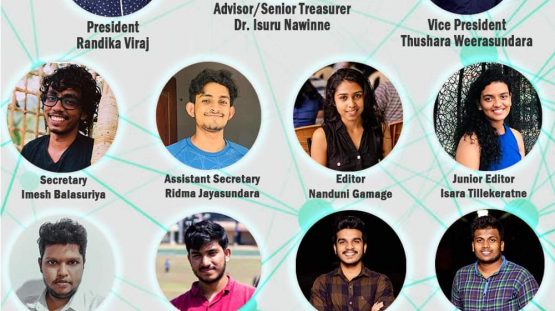 Advisor/Senior Treasurer
Dr. Isuru Nawinne
President
Randika Viraj
Vice President
Thushara Weerasundara
Secretary
Imesh Balasuriya
Assistant Secretary
Ridma Jayasundara
Editor
Nanduni Gamage
Junior Editor
Isara Tillekeratne